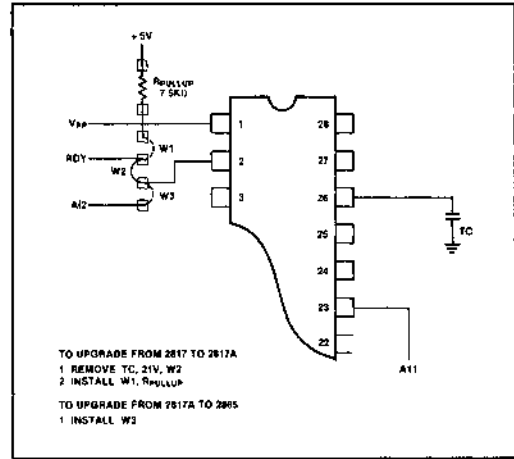 + 5V
RPULLUP
7.5KΩ
VPP
W1
RDY
W2
W3
A12
1
2
3
28
27
26
25
24
23
22
TC
A11
TO UPGRADE FROM 2817 TO 2817A
1 REMOVE TC, 21V, W2
2 INSTALL W1, RPULLUP
TO UPGRADE FROM 2817A TO 2865
1 INSTALL W3